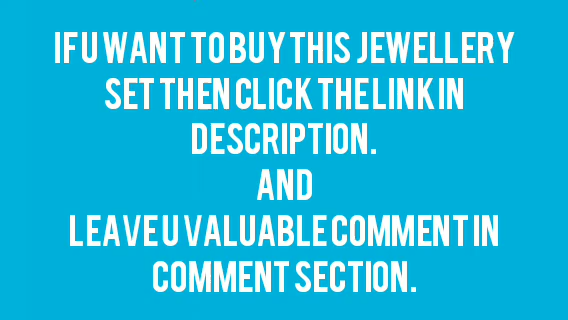 IF U WANT TO BUY THIS JEWELLERY
SET THEN CLICK THE LINK IN
DESCRIPTION.
AND
LEAVE U VALUABLE COMMENT IN
COMMENT SECTION.